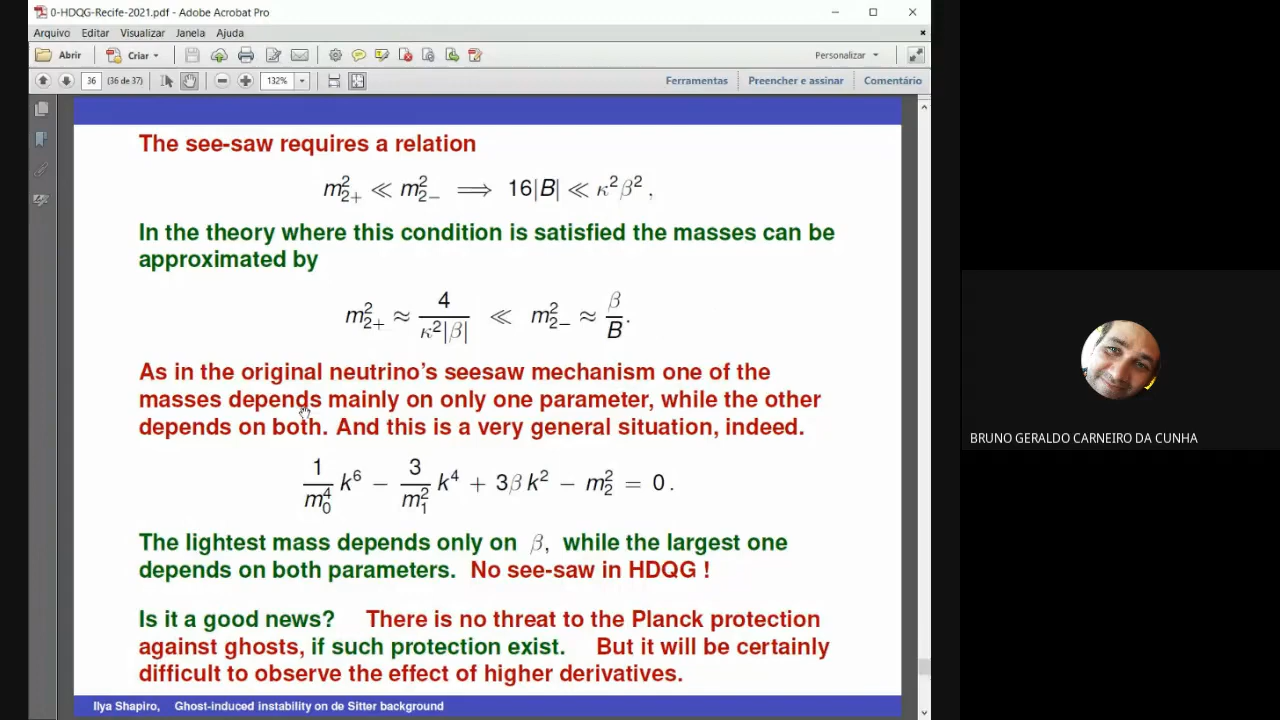 0-HDQG-Recife-2021.pdf - Adobe Acrobat Pro
Arquivo Editar Visualizar Janela Ajuda
Abrir Criar Personalizar
36 (36 de 37) 132% Ferramentas Preencher e assinar Comentário
The see-saw requires a relation
m²₂₊ ≪ m²₂₋ ⟹ 16|B| ≪ κ²β² ,
In the theory where this condition is satisfied the masses can be
approximated by
m²₂₊ ≈ 4/(κ²|β|) ≪ m²₂₋ ≈ β/B.
As in the original neutrino's seesaw mechanism one of the
masses depends mainly on only one parameter, while the other
depends on both. And this is a very general situation, indeed.
1/m₀⁴ k⁶ − 3/m₁² k⁴ + 3β k² − m₂² = 0 .
The lightest mass depends only on β, while the largest one
depends on both parameters. No see-saw in HDQG !
Is it a good news? There is no threat to the Planck protection
against ghosts, if such protection exist. But it will be certainly
difficult to observe the effect of higher derivatives.
Ilya Shapiro, Ghost-induced instability on de Sitter background
BRUNO GERALDO CARNEIRO DA CUNHA